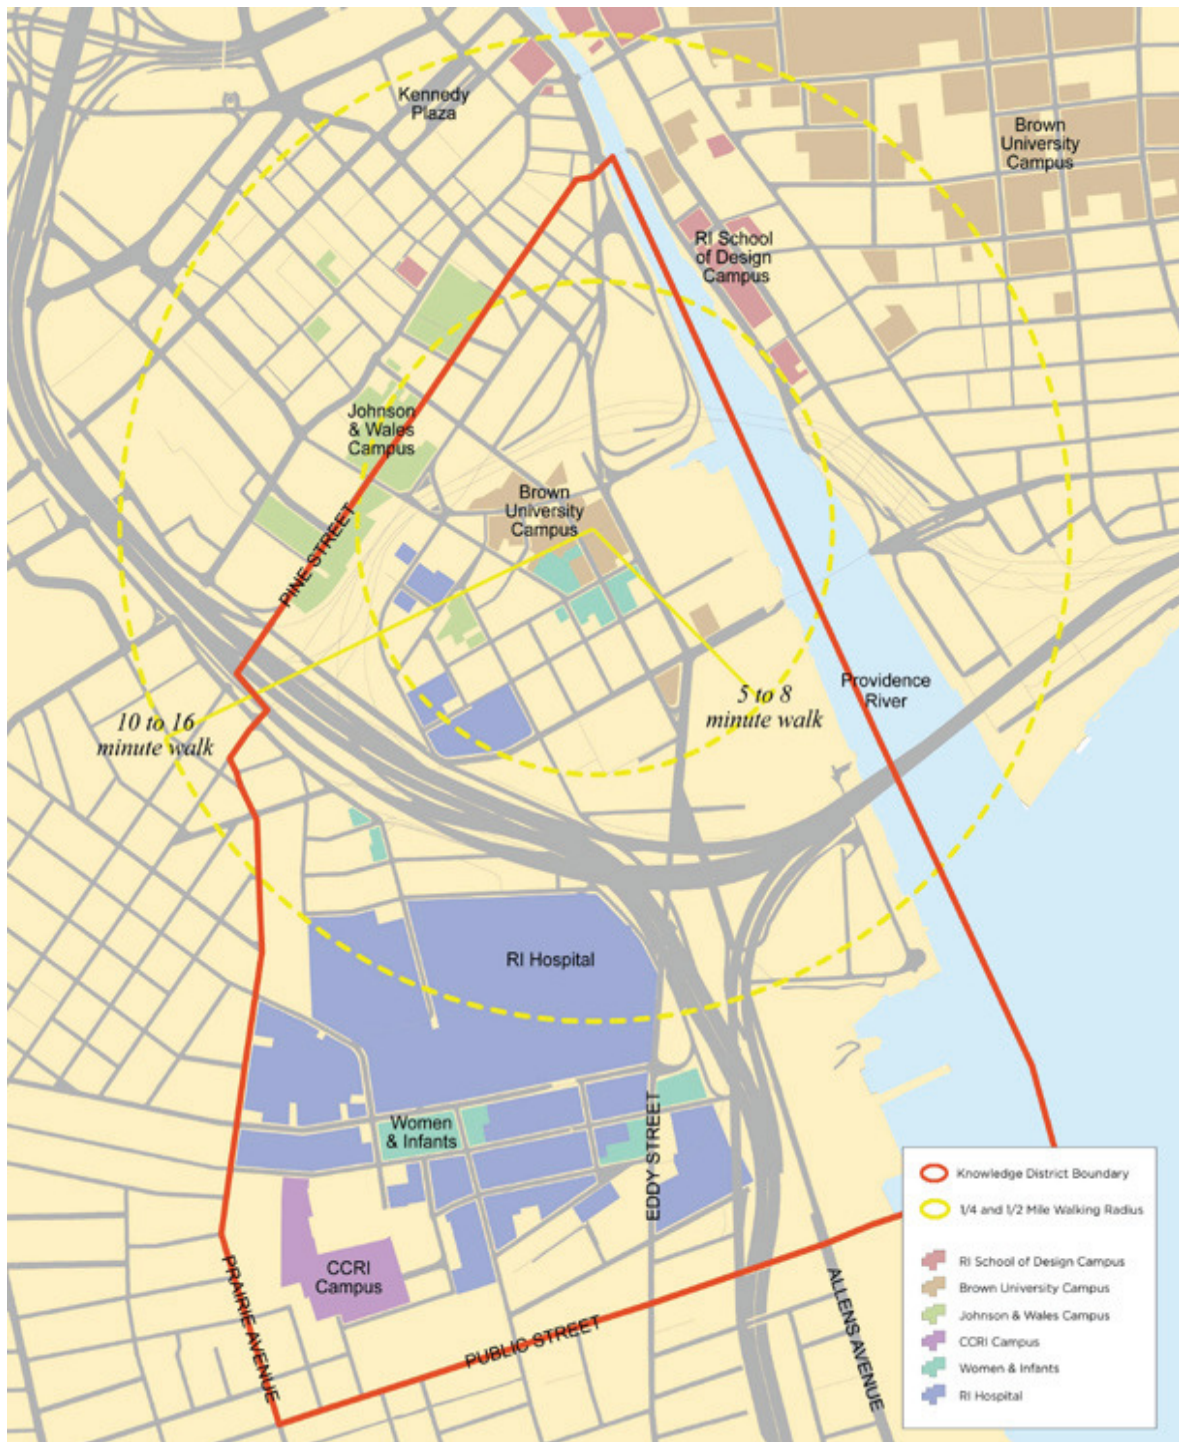 Kennedy
Plaza
Brown
University
Campus
RI School
of Design
Campus
Johnson
& Wales
Campus
Brown
University
Campus
PINE STREET
Providence
River
5 to 8
minute walk
10 to 16
minute walk
RI Hospital
Women
& Infants
EDDY STREET
CCRI
Campus
PRAIRIE AVENUE
PUBLIC STREET
ALLENS AVENUE
Knowledge District Boundary
1/4 and 1/2 Mile Walking Radius
RI School of Design Campus
Brown University Campus
Johnson & Wales Campus
CCRI Campus
Women & Infants
RI Hospital